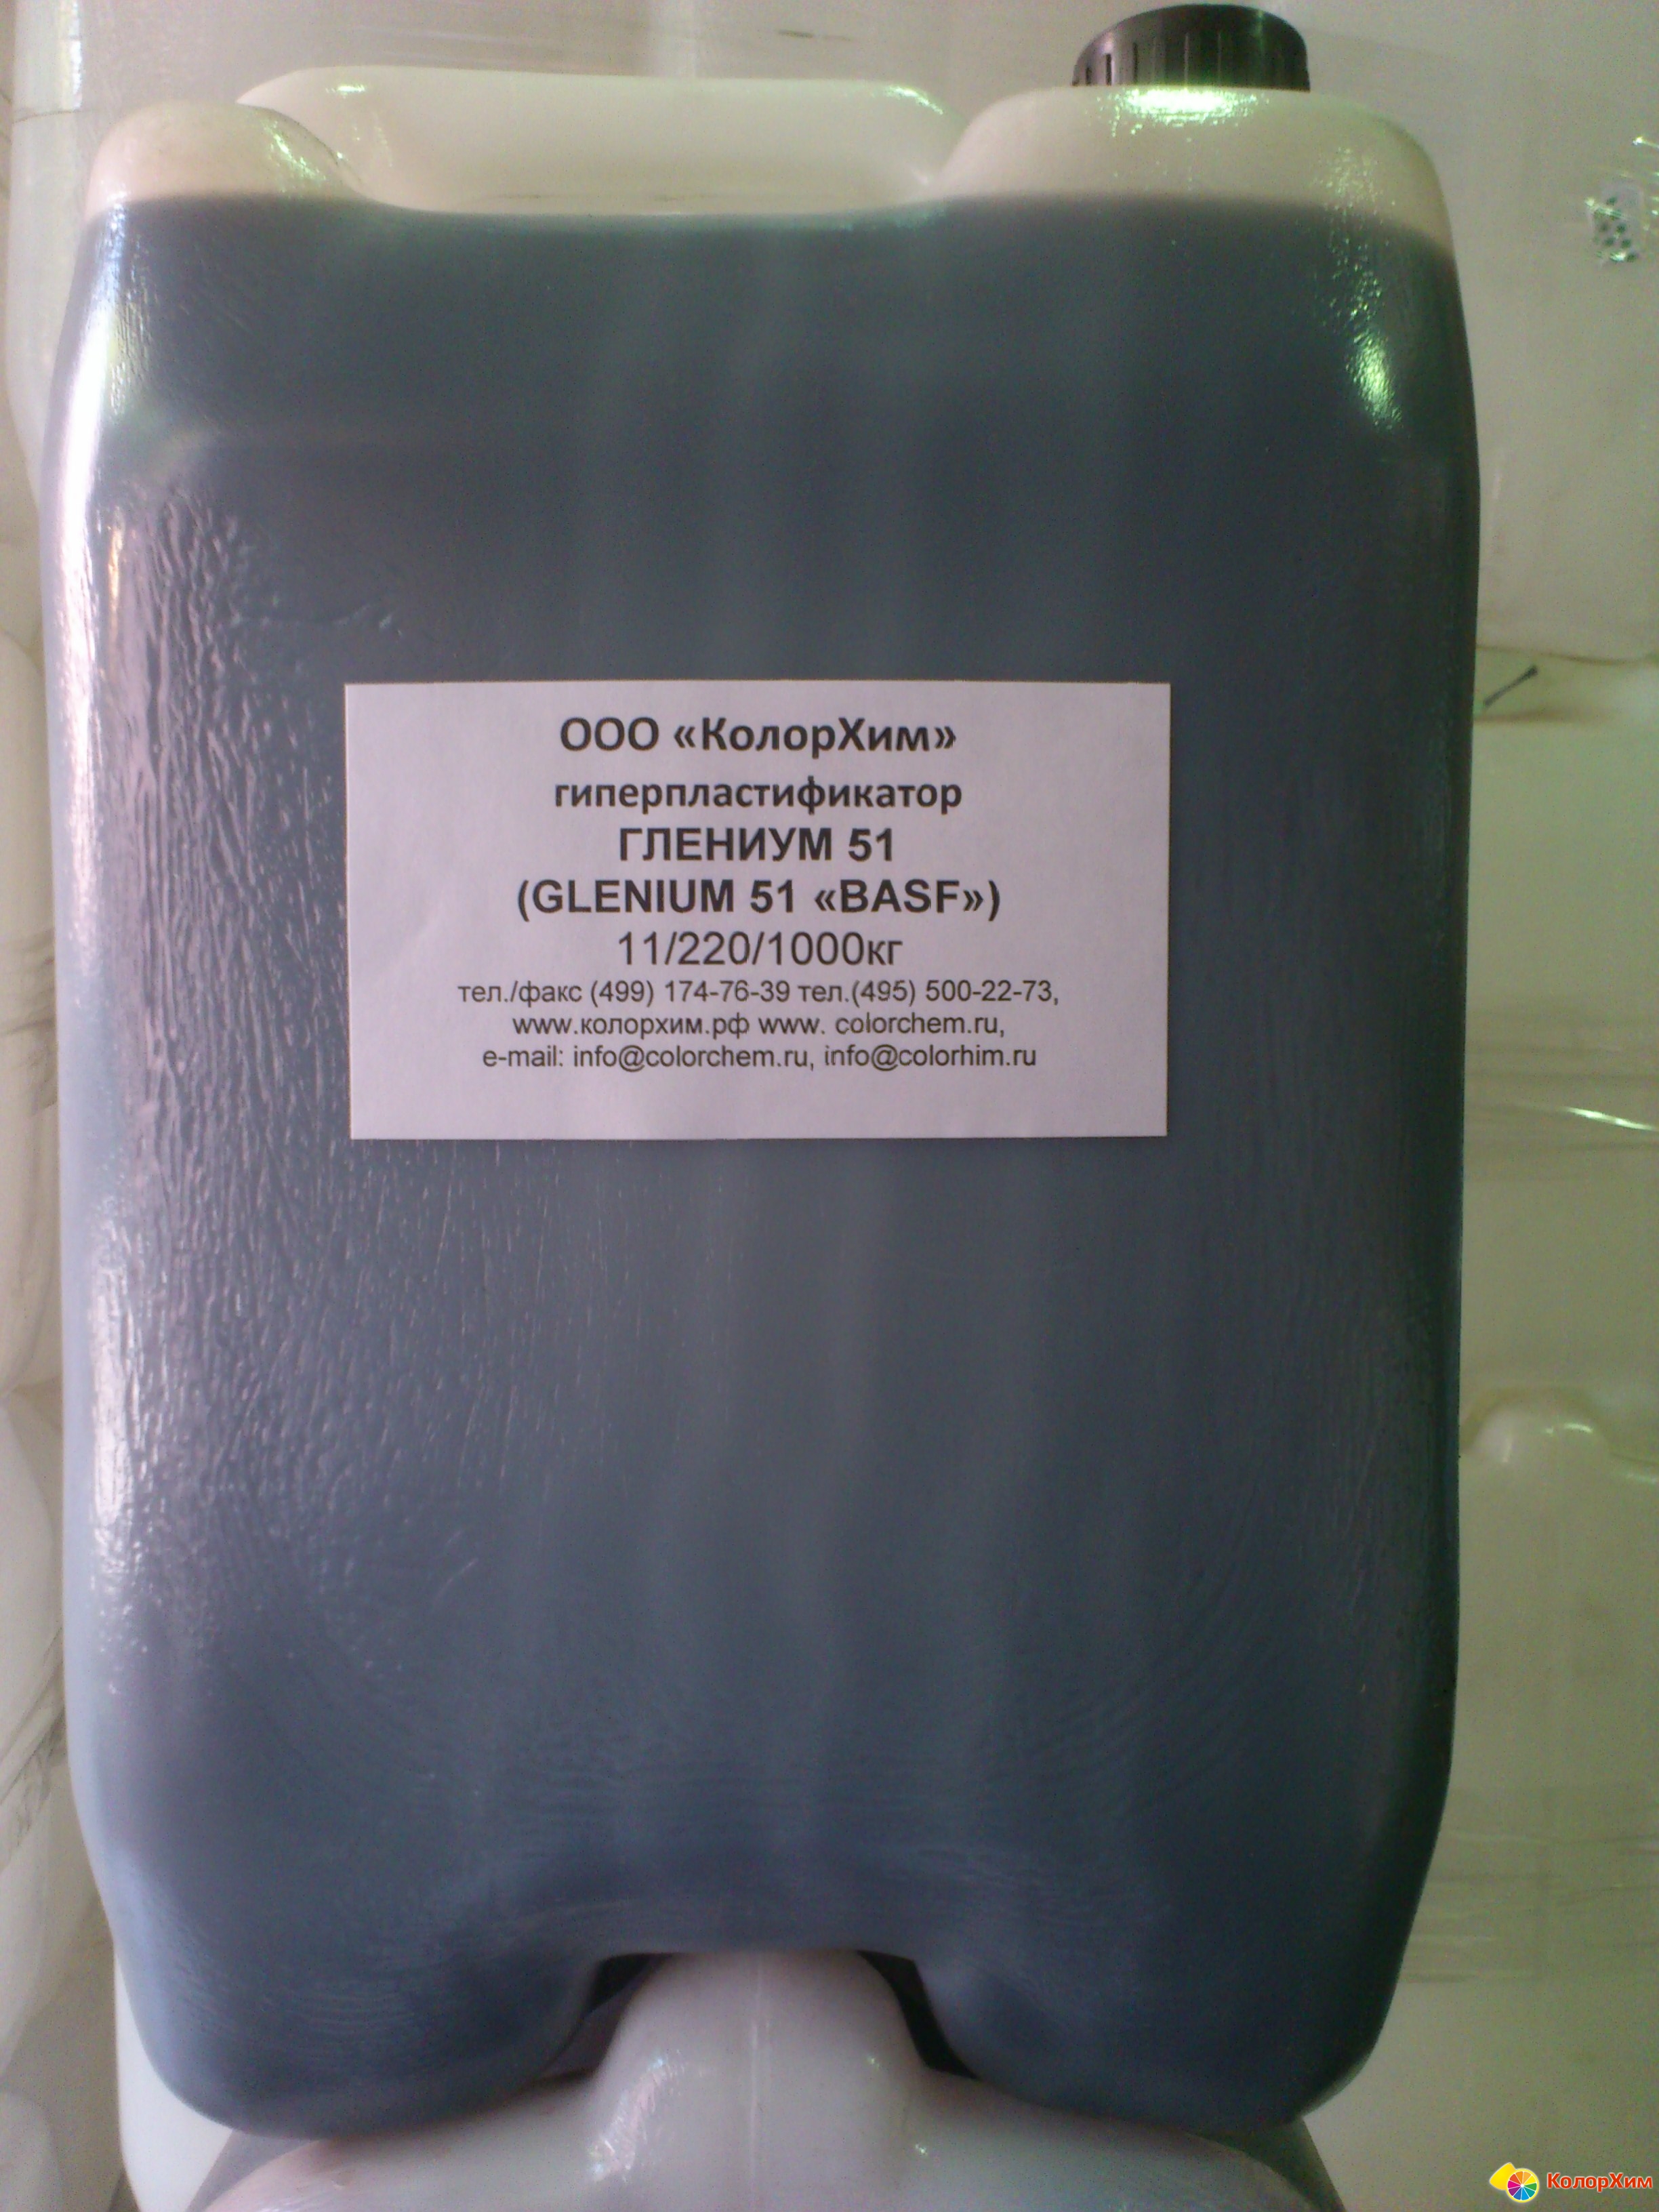 ООО «КолорХим»
гиперпластификатор
ГЛЕНИУМ 51
(GLENIUM 51 «BASF»)
11/220/1000кг
тел./факс (499) 174-76-39 тел.(495) 500-22-73,
www.колорхим.рф www. colorchem.ru,
e-mail: info@colorchem.ru, info@colorhim.ru
КолорХим